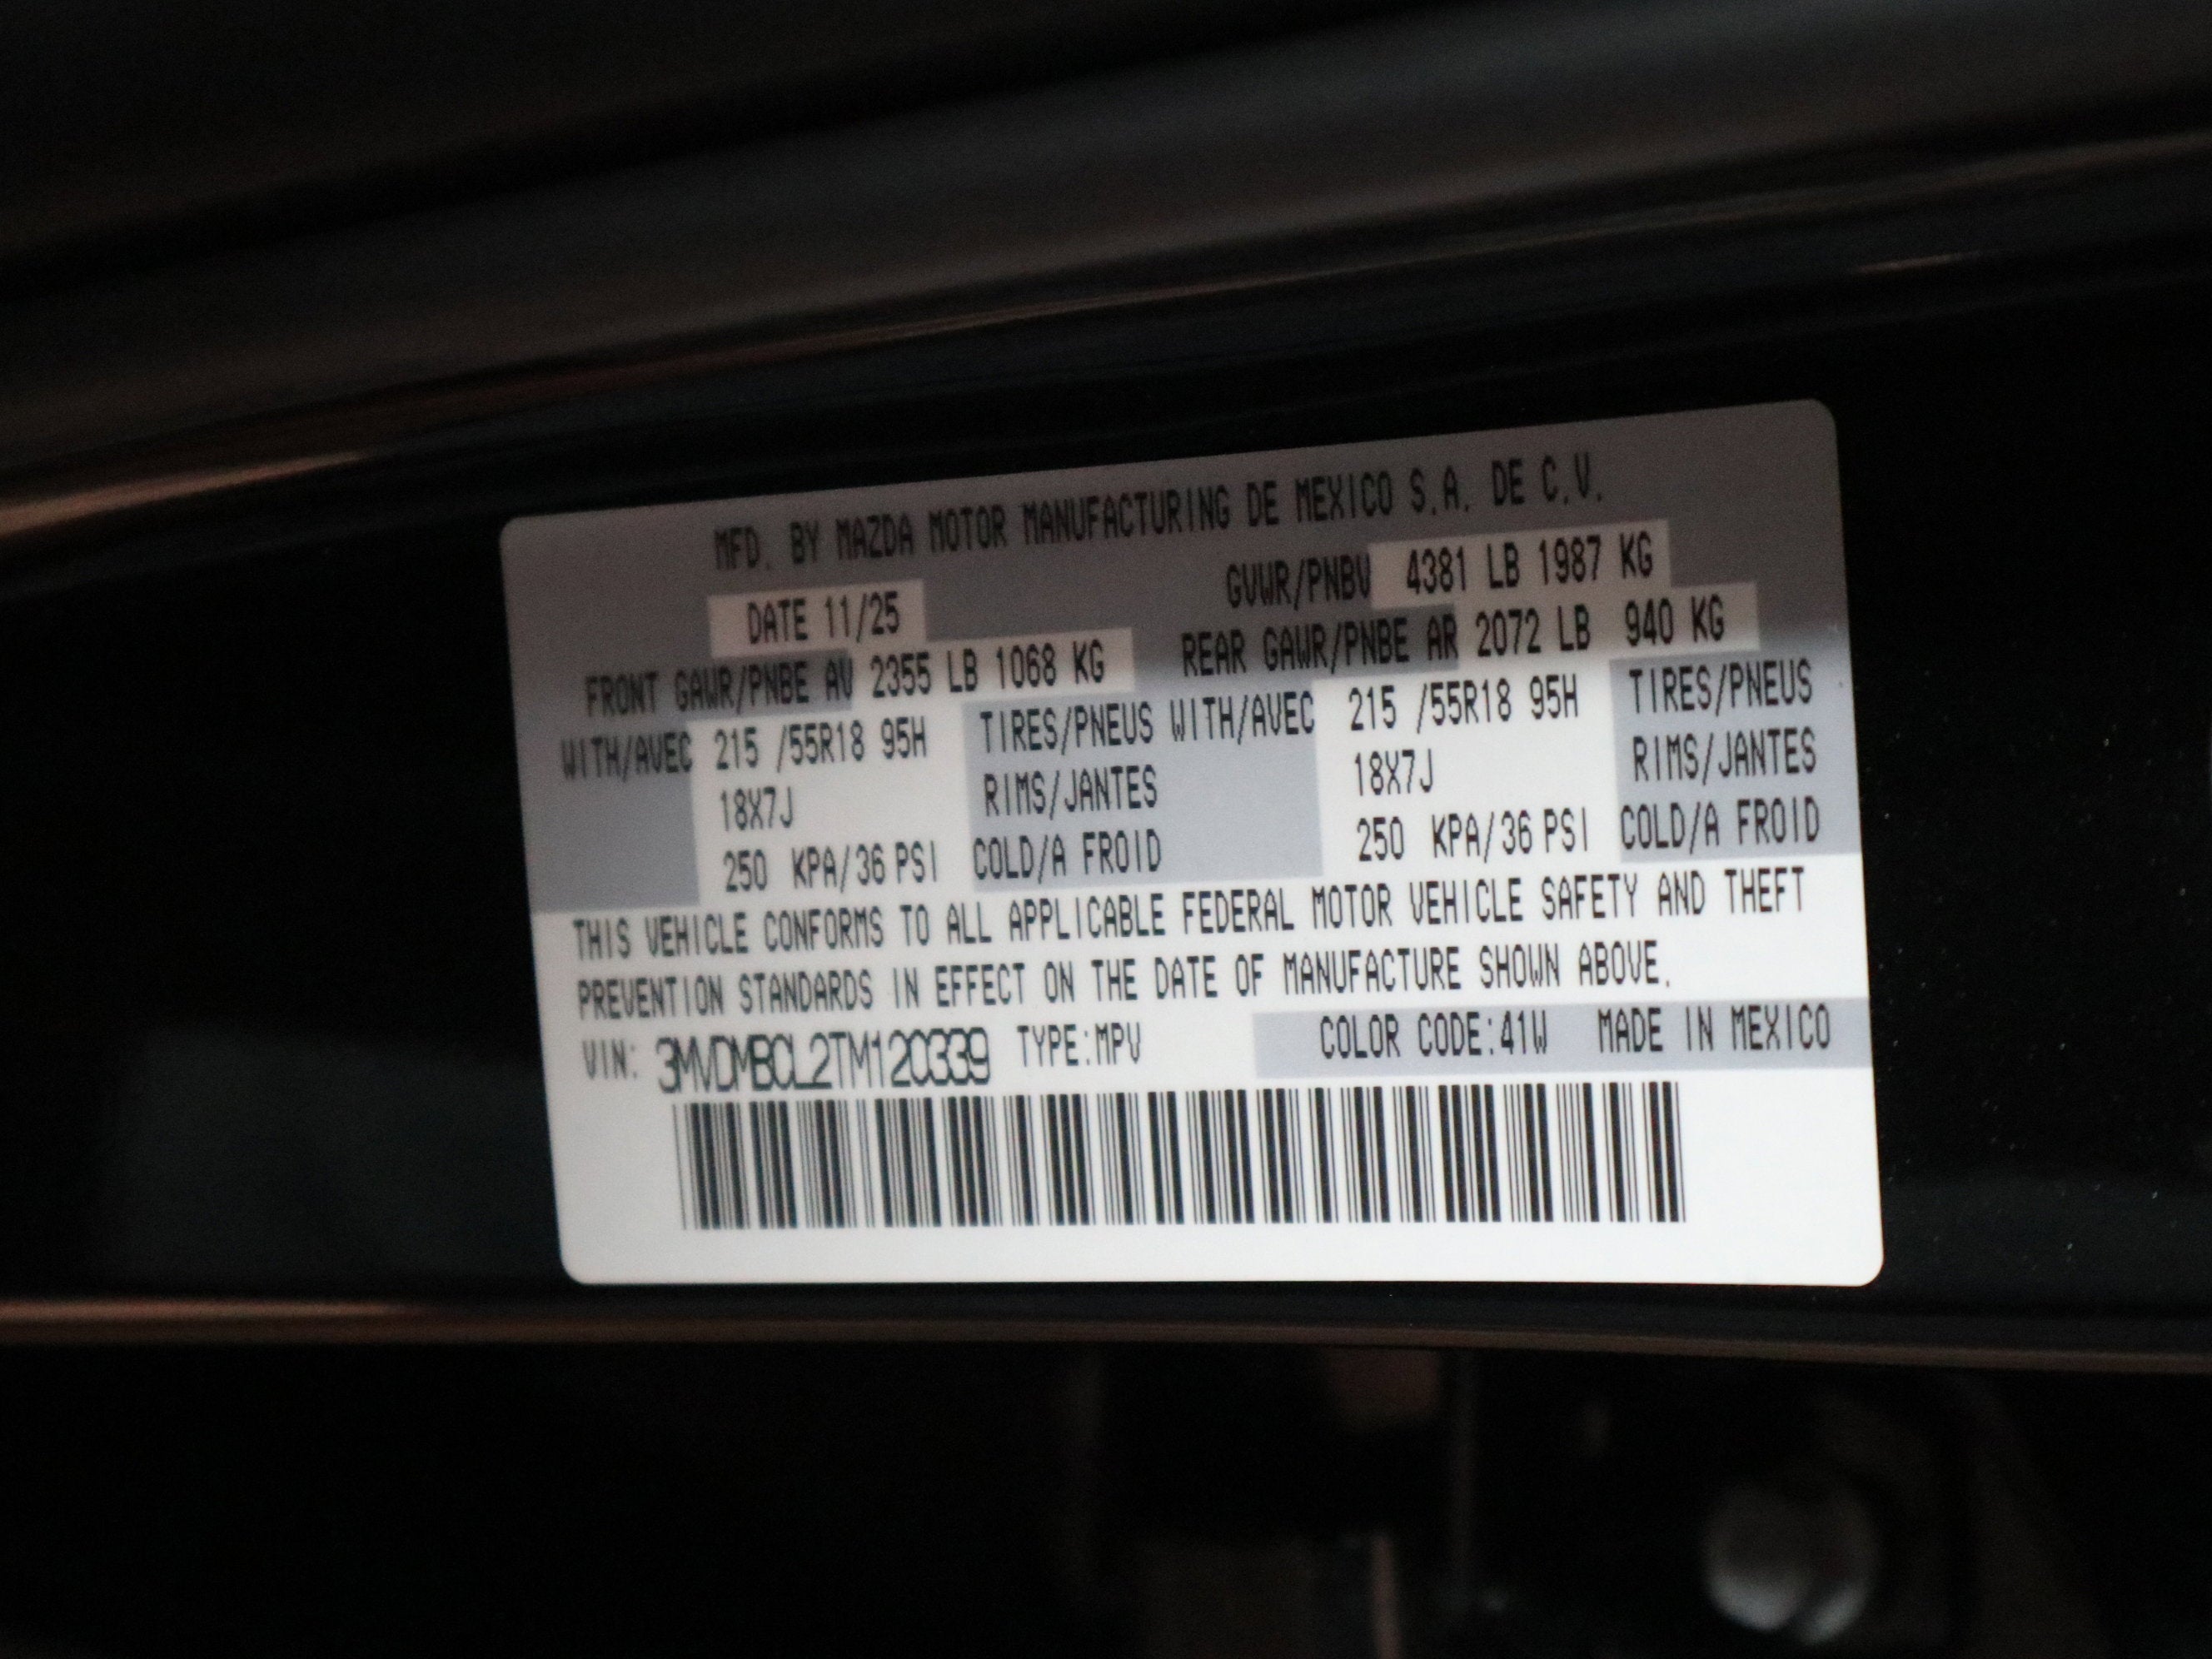 MFD. BY MAZDA MOTOR MANUFACTURING DE MEXICO S.A. DE C.V.
DATE 11/25 GVWR/PNBV 4381 LB 1987 KG
FRONT GAWR/PNBE AV 2355 LB 1068 KG REAR GAWR/PNBE AR 2072 LB 940 KG
WITH/AVEC 215 /55R18 95H TIRES/PNEUS WITH/AVEC 215 /55R18 95H TIRES/PNEUS
18X7J RIMS/JANTES 18X7J RIMS/JANTES
250 KPA/36 PSI COLD/A FROID 250 KPA/36 PSI COLD/A FROID
THIS VEHICLE CONFORMS TO ALL APPLICABLE FEDERAL MOTOR VEHICLE SAFETY AND THEFT
PREVENTION STANDARDS IN EFFECT ON THE DATE OF MANUFACTURE SHOWN ABOVE.
VIN: 3MVDMBCL2TM120339 TYPE:MPV COLOR CODE:41W MADE IN MEXICO